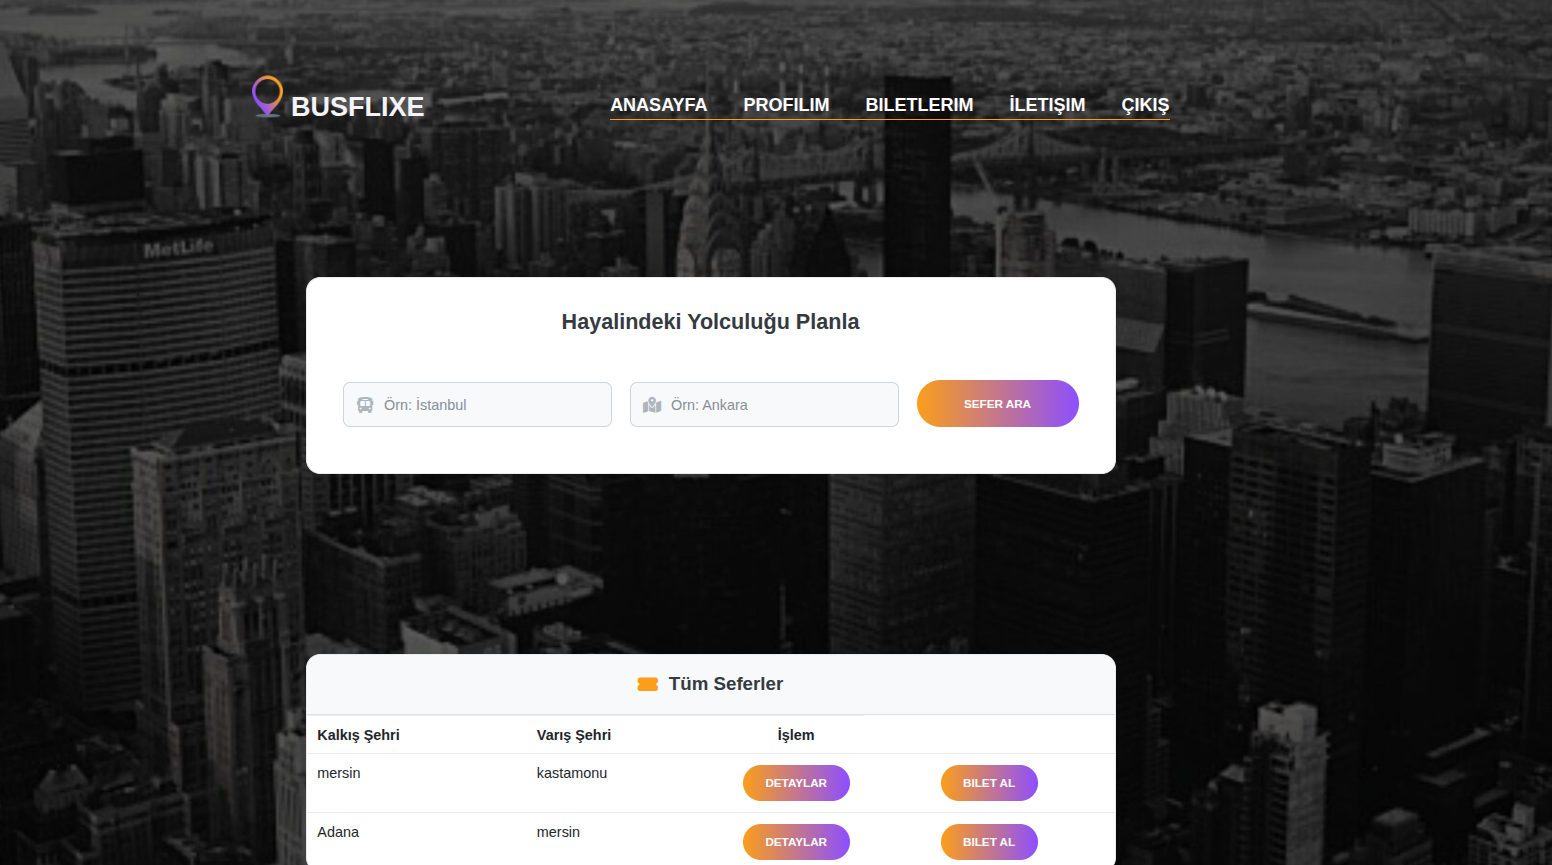 BUSFLIXE
ANASAYFA PROFILIM BILETLERIM İLETIŞIM ÇIKIŞ
MetLife
Hayalindeki Yolculuğu Planla
Örn: İstanbul Örn: Ankara SEFER ARA
Tüm Seferler
Kalkış Şehri Varış Şehri İşlem
mersin kastamonu DETAYLAR BILET AL
Adana mersin DETAYLAR BILET AL